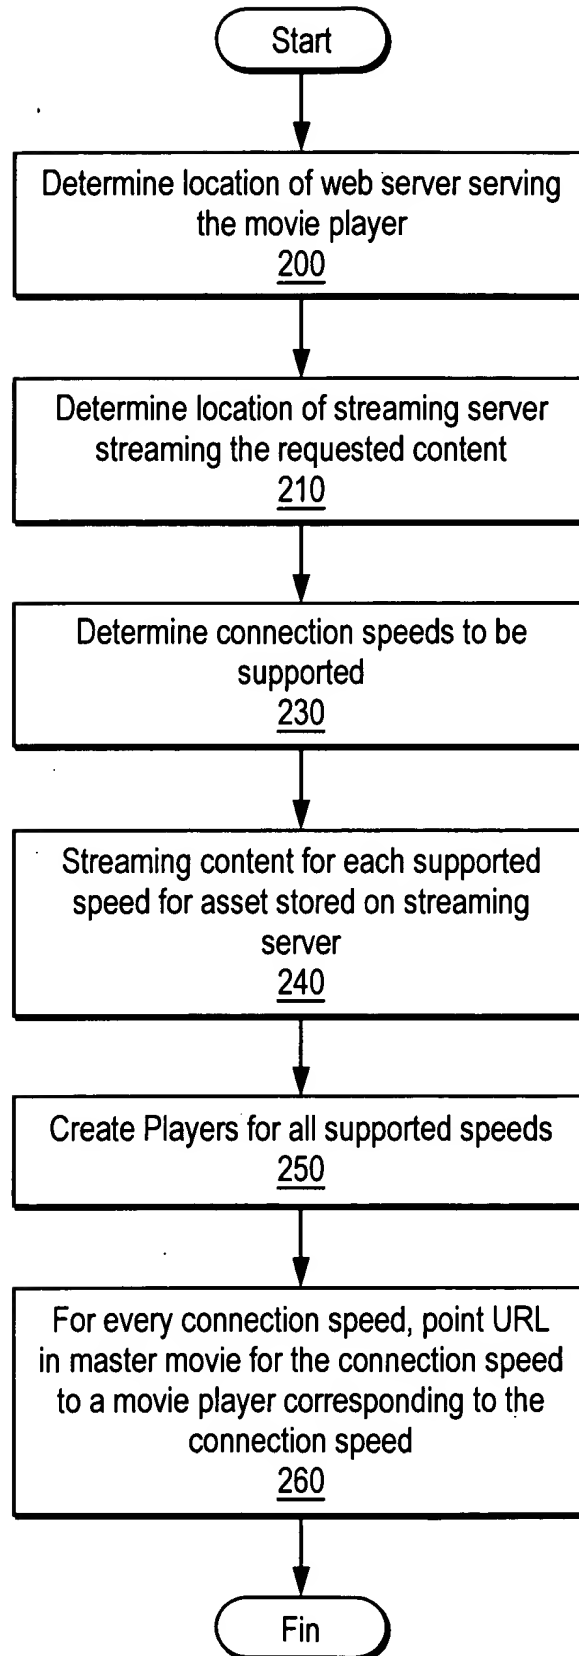 Start
Determine location of web server serving
the movie player
200
Determine location of streaming server
streaming the requested content
210
Determine connection speeds to be
supported
230
Streaming content for each supported
speed for asset stored on streaming
server
240
Create Players for all supported speeds
250
For every connection speed, point URL
in master movie for the connection speed
to a movie player corresponding to the
connection speed
260
Fin